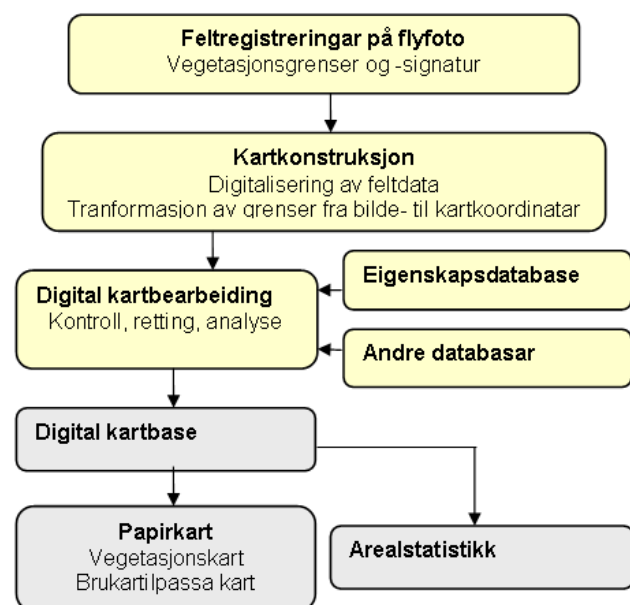 Feltregistreringar på flyfoto
Vegetasjonsgrenser og -signatur
Kartkonstruksjon
Digitalisering av feltdata
Tranformasjon av grenser fra bilde- til kartkoordinatar
Digital kartbearbeiding
Kontroll, retting, analyse
Eigenskapsdatabase
Andre databasar
Digital kartbase
Papirkart
Vegetasjonskart
Brukartilpassa kart
Arealstatistikk